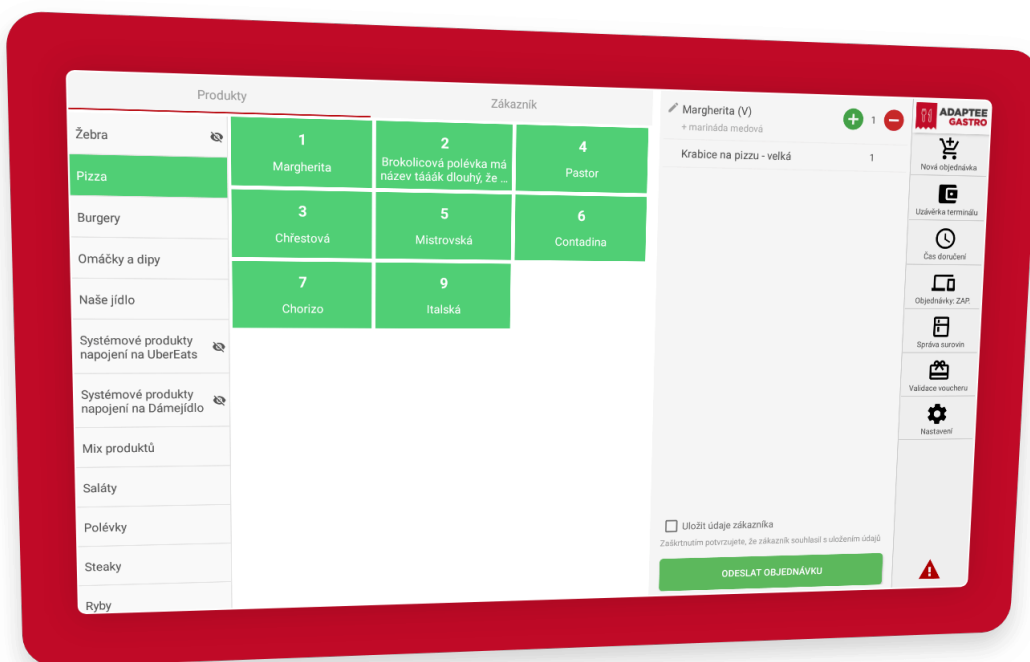 Produkty
Zákazník
Žebra
Pizza
Burgery
Omáčky a dipy
Naše jídlo
Systémové produkty
napojení na UberEats
Systémové produkty
napojení na Dámejídlo
Mix produktů
Saláty
Polévky
Steaky
Ryby
1
Margherita
2
Brokolicová polévka má
název tááák dlouhý, že ...
4
Pastor
3
Chřestová
5
Mistrovská
6
Contadina
7
Chorizo
9
Italská
Margherita (V)
1
+ marináda medová
Krabice na pizzu - velká
1
Uložit údaje zákazníka
Zaškrtnutím potvrzujete, že zákazník souhlasil s uložením údajů
ODESLAT OBJEDNÁVKU
ADAPTEE
GASTRO
Nová objednávka
Uzávěrka terminálu
Čas doručení
Objednávky: ZAP.
Správa surovin
Validace voucheru
Nastavení